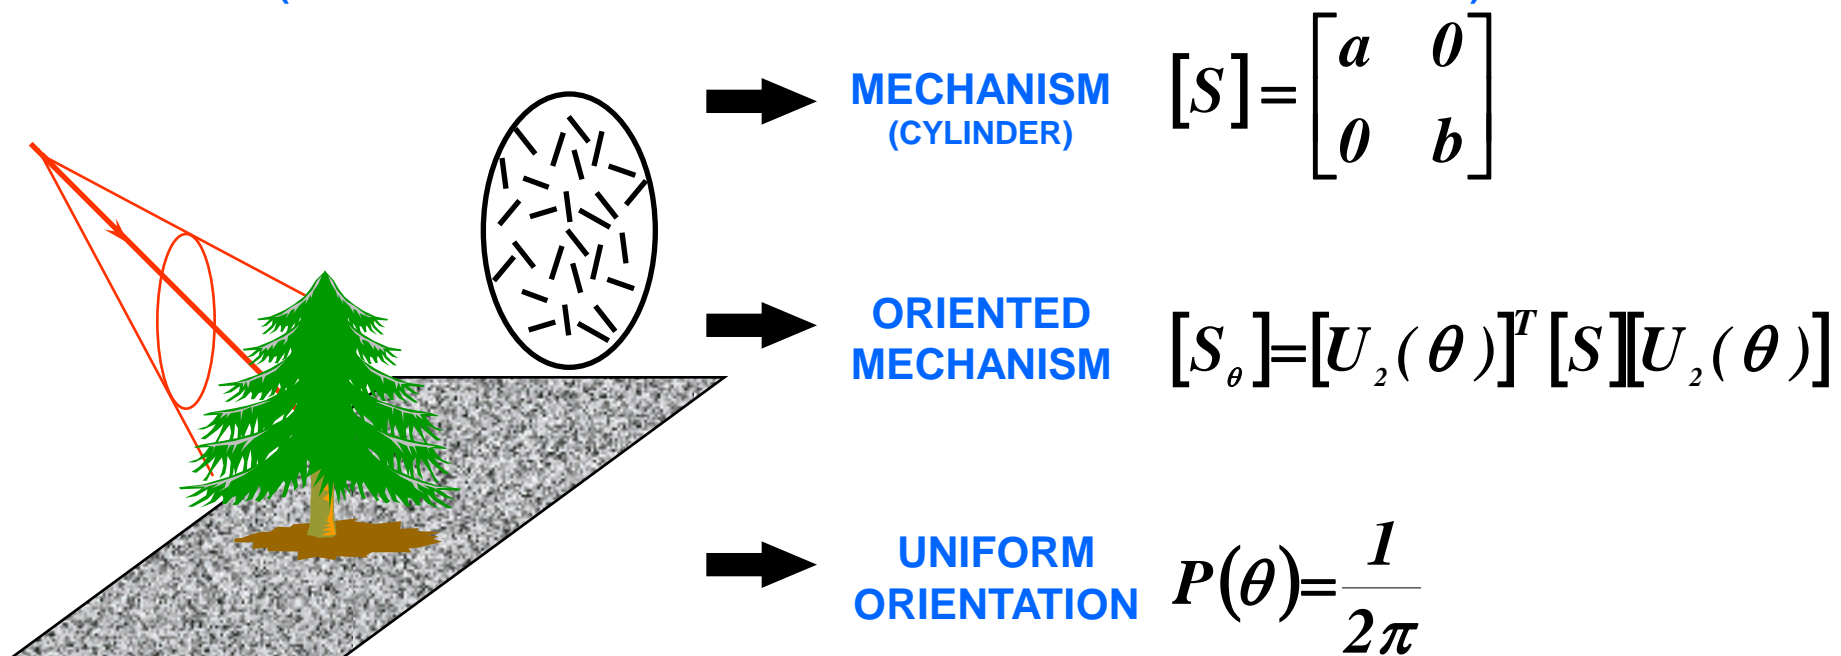 MECHANISM
(CYLINDER)
[S]=[a 0
0 b]
ORIENTED
MECHANISM
[S_θ]=[U_2(θ)]^T[S][U_2(θ)]
UNIFORM
ORIENTATION
P(θ)=1/2π